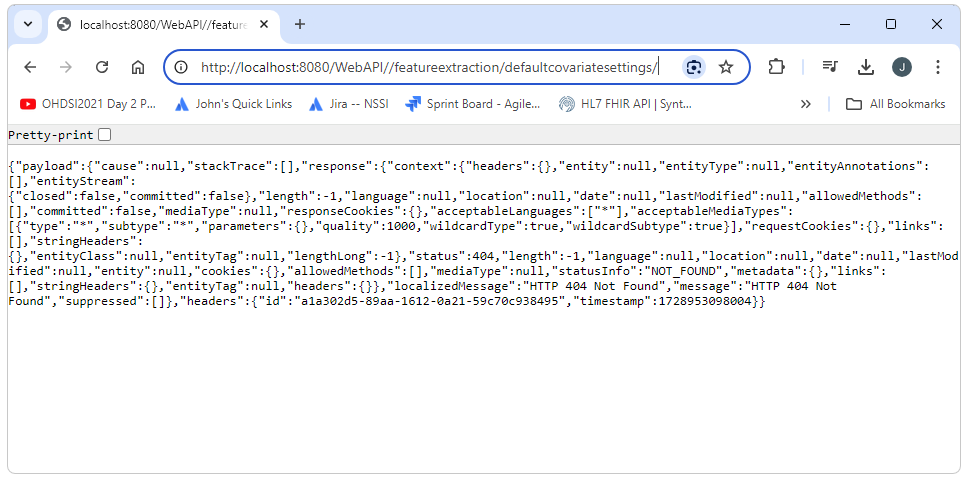 localhost:8080/WebAPI//feature
http://localhost:8080/WebAPI//featureextraction/defaultcovariatesettings/
J
OHDSI2021 Day 2 P...
John's Quick Links
Jira -- NSSI
Sprint Board - Agile...
HL7 FHIR API | Synt...
»
All Bookmarks
Pretty-print
{"payload":{"cause":null,"stackTrace":[],"response":{"context":{"headers":{},"entity":null,"entityType":null,"entityAnnotations":
[],"entityStream":
{"closed":false,"committed":false},"length":-1,"language":null,"location":null,"date":null,"lastModified":null,"allowedMethods":
[],"committed":false,"mediaType":null,"responseCookies":{},"acceptableLanguages":["*"],"acceptableMediaTypes":
[{"type":"*","subtype":"*","parameters":{},"quality":1000,"wildcardType":true,"wildcardSubtype":true}],"requestCookies":{},"links":
[],"stringHeaders":
{},"entityClass":null,"entityTag":null,"lengthLong":-1},"status":404,"length":-1,"language":null,"location":null,"date":null,"lastMod
ified":null,"entity":null,"cookies":{},"allowedMethods":[],"mediaType":null,"statusInfo":"NOT_FOUND","metadata":{},"links":
[],"stringHeaders":{},"entityTag":null,"headers":{}},"localizedMessage":"HTTP 404 Not Found","message":"HTTP 404 Not
Found","suppressed":[]},"headers":{"id":"a1a302d5-89aa-1612-0a21-59c70c938495","timestamp":1728953098004}}